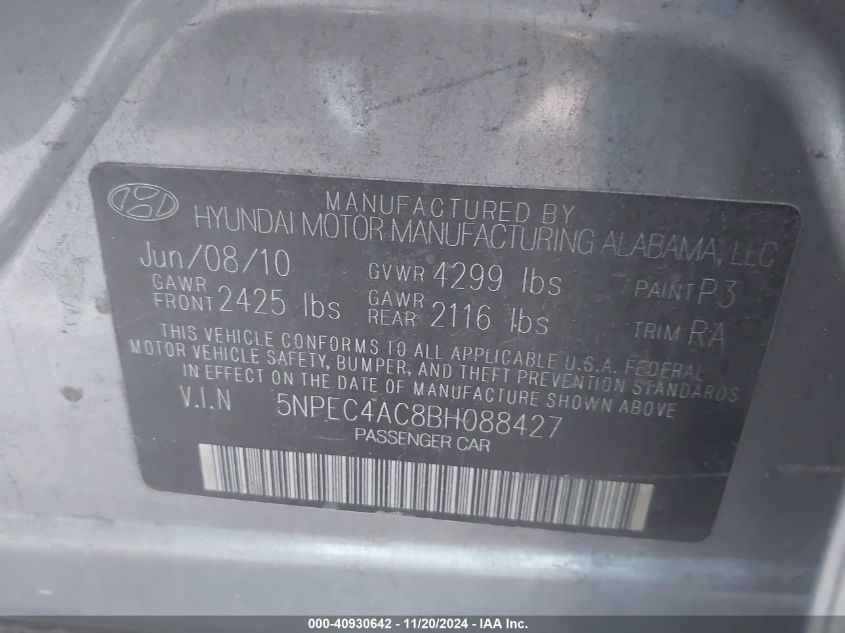 MANUFACTURED BY
HYUNDAI MOTOR MANUFACTURING ALABAMA, LLC
Jun/08/10 GVWR 4299 lbs PAINT P3
GAWR FRONT 2425 lbs GAWR REAR 2116 lbs TRIM RA
THIS VEHICLE CONFORMS TO ALL APPLICABLE U.S.A. FEDERAL
MOTOR VEHICLE SAFETY, BUMPER, AND THEFT PREVENTION STANDARDS
IN EFFECT ON THE DATE OF MANUFACTURE SHOWN ABOVE
V.I.N 5NPEC4AC8BH088427
PASSENGER CAR
000-40930642 - 11/20/2024 - IAA Inc.